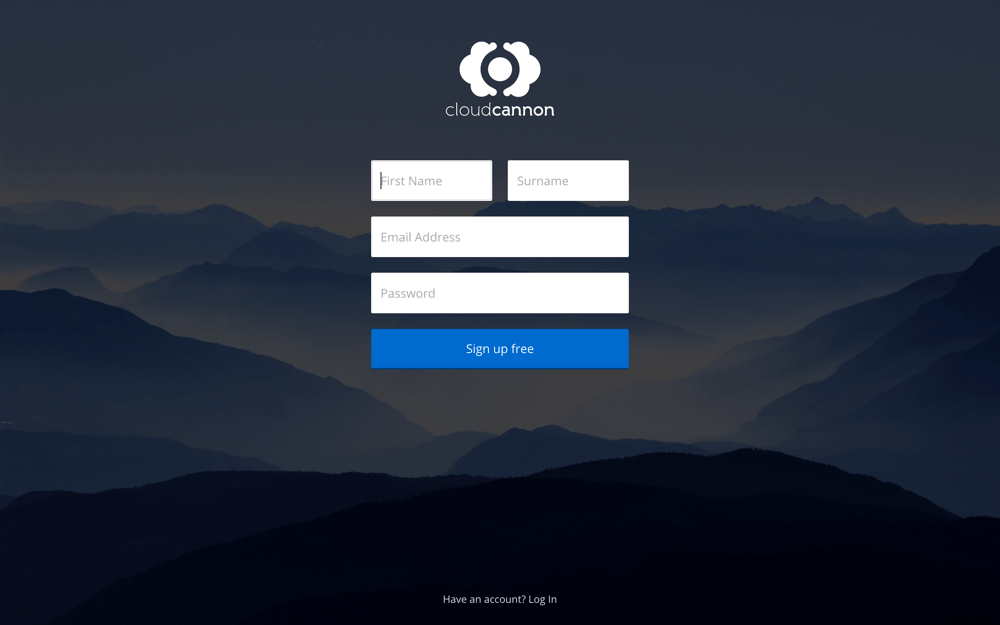 cloudcannon
First Name Surname
Email Address
Password
Sign up free
Have an account? Log In